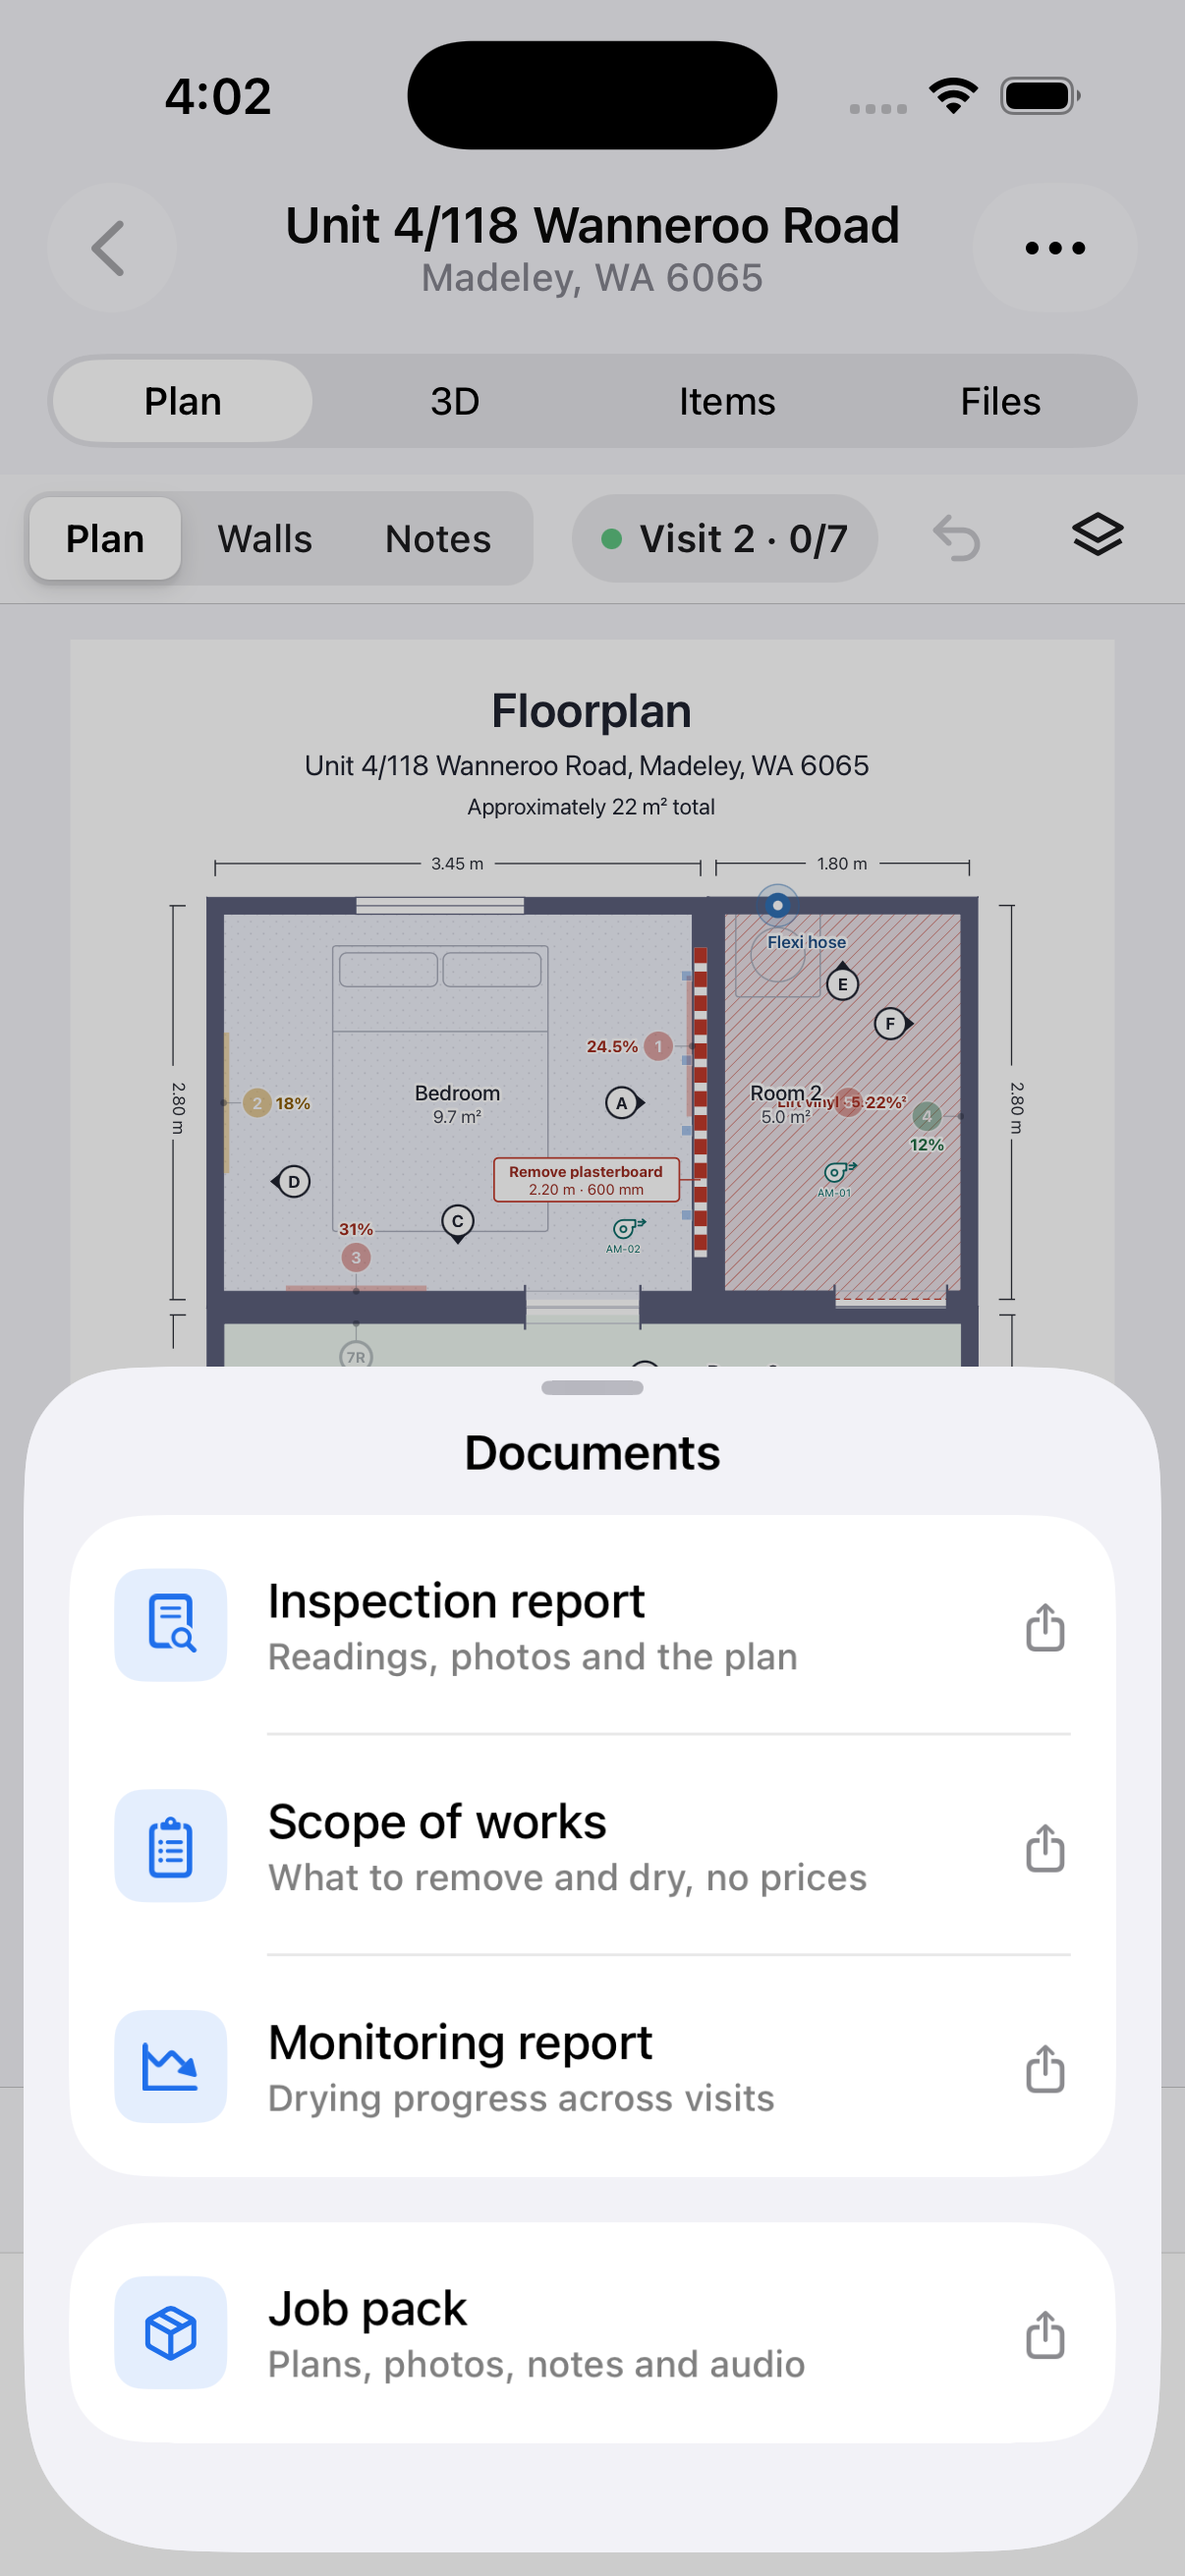 4:02
Unit 4/118 Wanneroo Road
Madeley, WA 6065
Plan
3D
Items
Files
Plan
Walls
Notes
Visit 2 · 0/7
Floorplan
Unit 4/118 Wanneroo Road, Madeley, WA 6065
Approximately 22 m² total
3.45 m
1.80 m
Flexi hose
E
F
24.5%
1
2.80 m
2
18%
Bedroom
9.7 m²
A
Room 2
5.0 m²
Lift vinyl
5
22%
4
12%
2.80 m
D
Remove plasterboard
2.20 m · 600 mm
AM-01
C
31%
3
AM-02
7R
Documents
Inspection report
Readings, photos and the plan
Scope of works
What to remove and dry, no prices
Monitoring report
Drying progress across visits
Job pack
Plans, photos, notes and audio